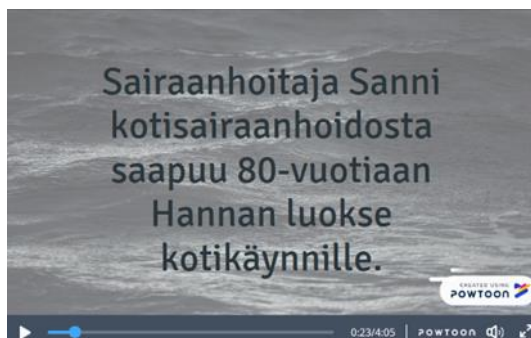 Sairaanhoitaja Sanni
kotisairaanhoidosta
saapuu 80-vuotiaan
Hannan luokse
kotikäynnille.
CREATED USING
POWTOON
0:23/4:05 POWTOON